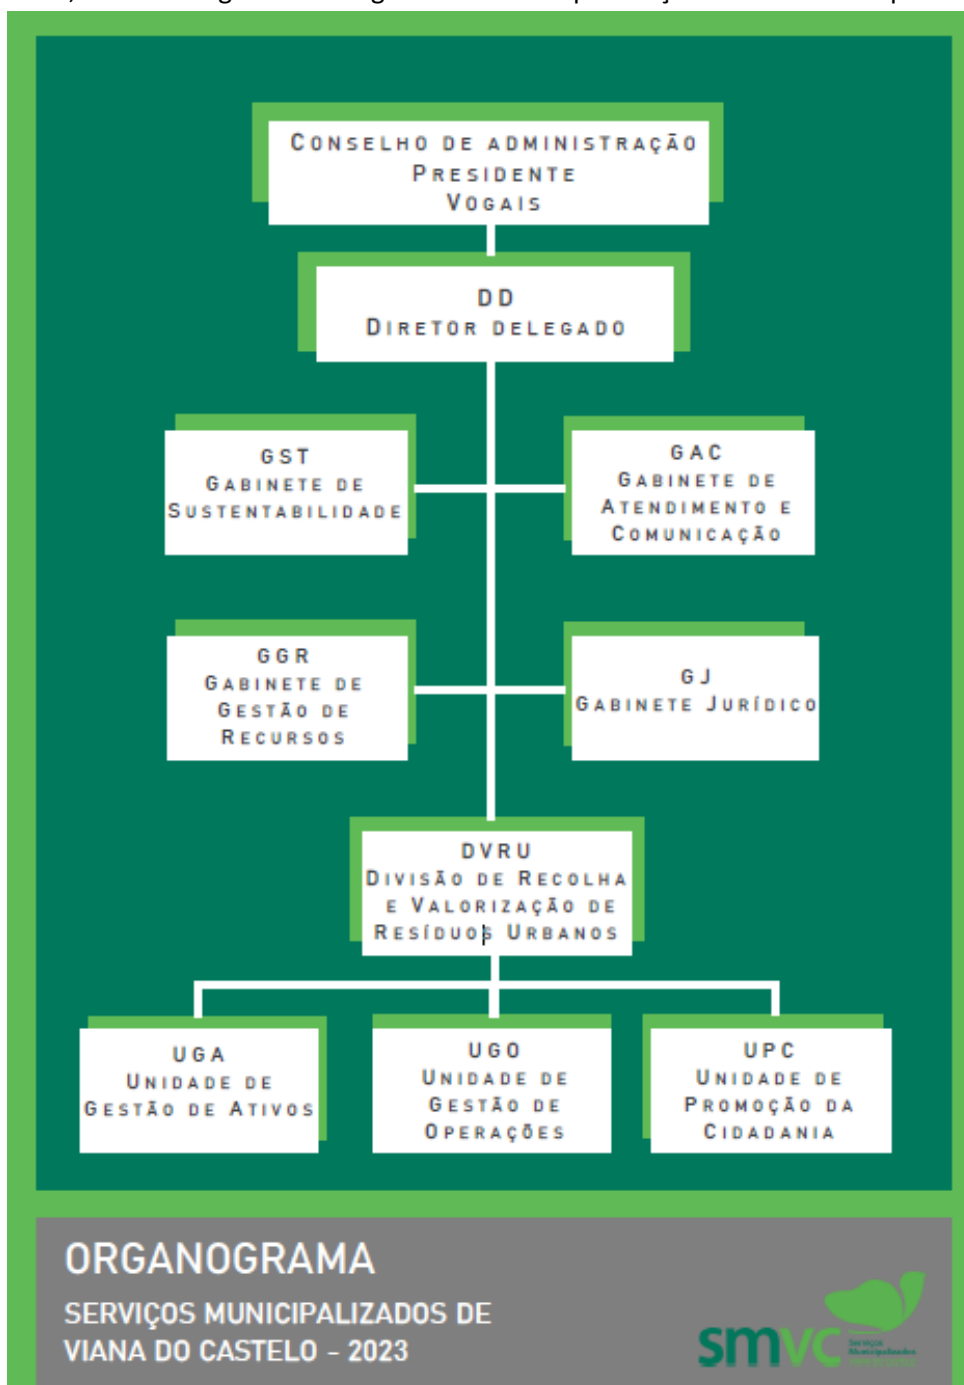 CONSELHO DE ADMINISTRAÇÃO
PRESIDENTE
VOGAIS
DD
DIRETOR DELEGADO
GST
GABINETE DE
SUSTENTABILIDADE
GAC
GABINETE DE
ATENDIMENTO E
COMUNICAÇÃO
GGR
GABINETE DE
GESTÃO DE
RECURSOS
GJ
GABINETE JURÍDICO
DVRU
DIVISÃO DE RECOLHA
E VALORIZAÇÃO DE
RESÍDUOS URBANOS
UGA
UNIDADE DE
GESTÃO DE ATIVOS
UGO
UNIDADE DE
GESTÃO DE
OPERAÇÕES
UPC
UNIDADE DE
PROMOÇÃO DA
CIDADANIA
ORGANOGRAMA
SERVIÇOS MUNICIPALIZADOS DE
VIANA DO CASTELO - 2023
smvc
Serviços
Municipalizados